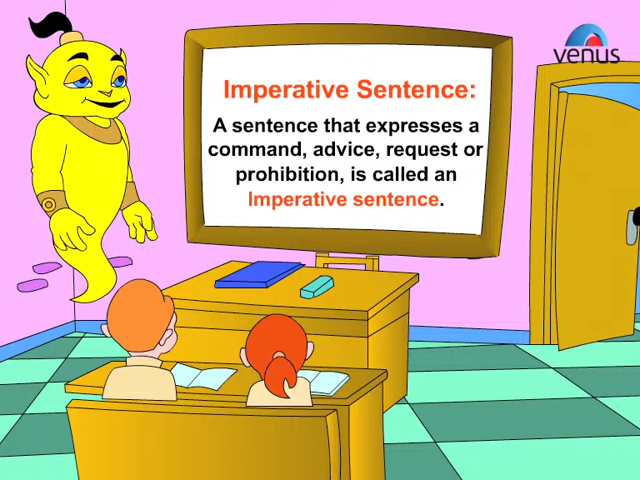 venus
Imperative Sentence:
A sentence that expresses a
command, advice, request or
prohibition, is called an
Imperative sentence.